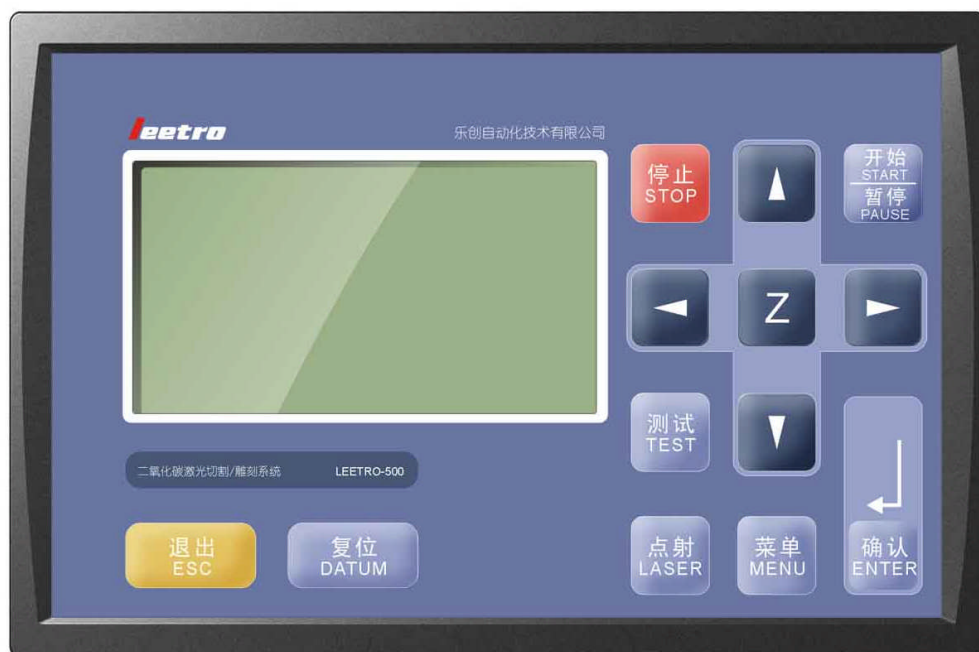 leetro
乐创自动化技术有限公司
停止
STOP
开始
START
暂停
PAUSE
Z
测试
TEST
二氧化碳激光切割/雕刻系统 LEETRO-500
退出
ESC
复位
DATUM
点射
LASER
菜单
MENU
确认
ENTER